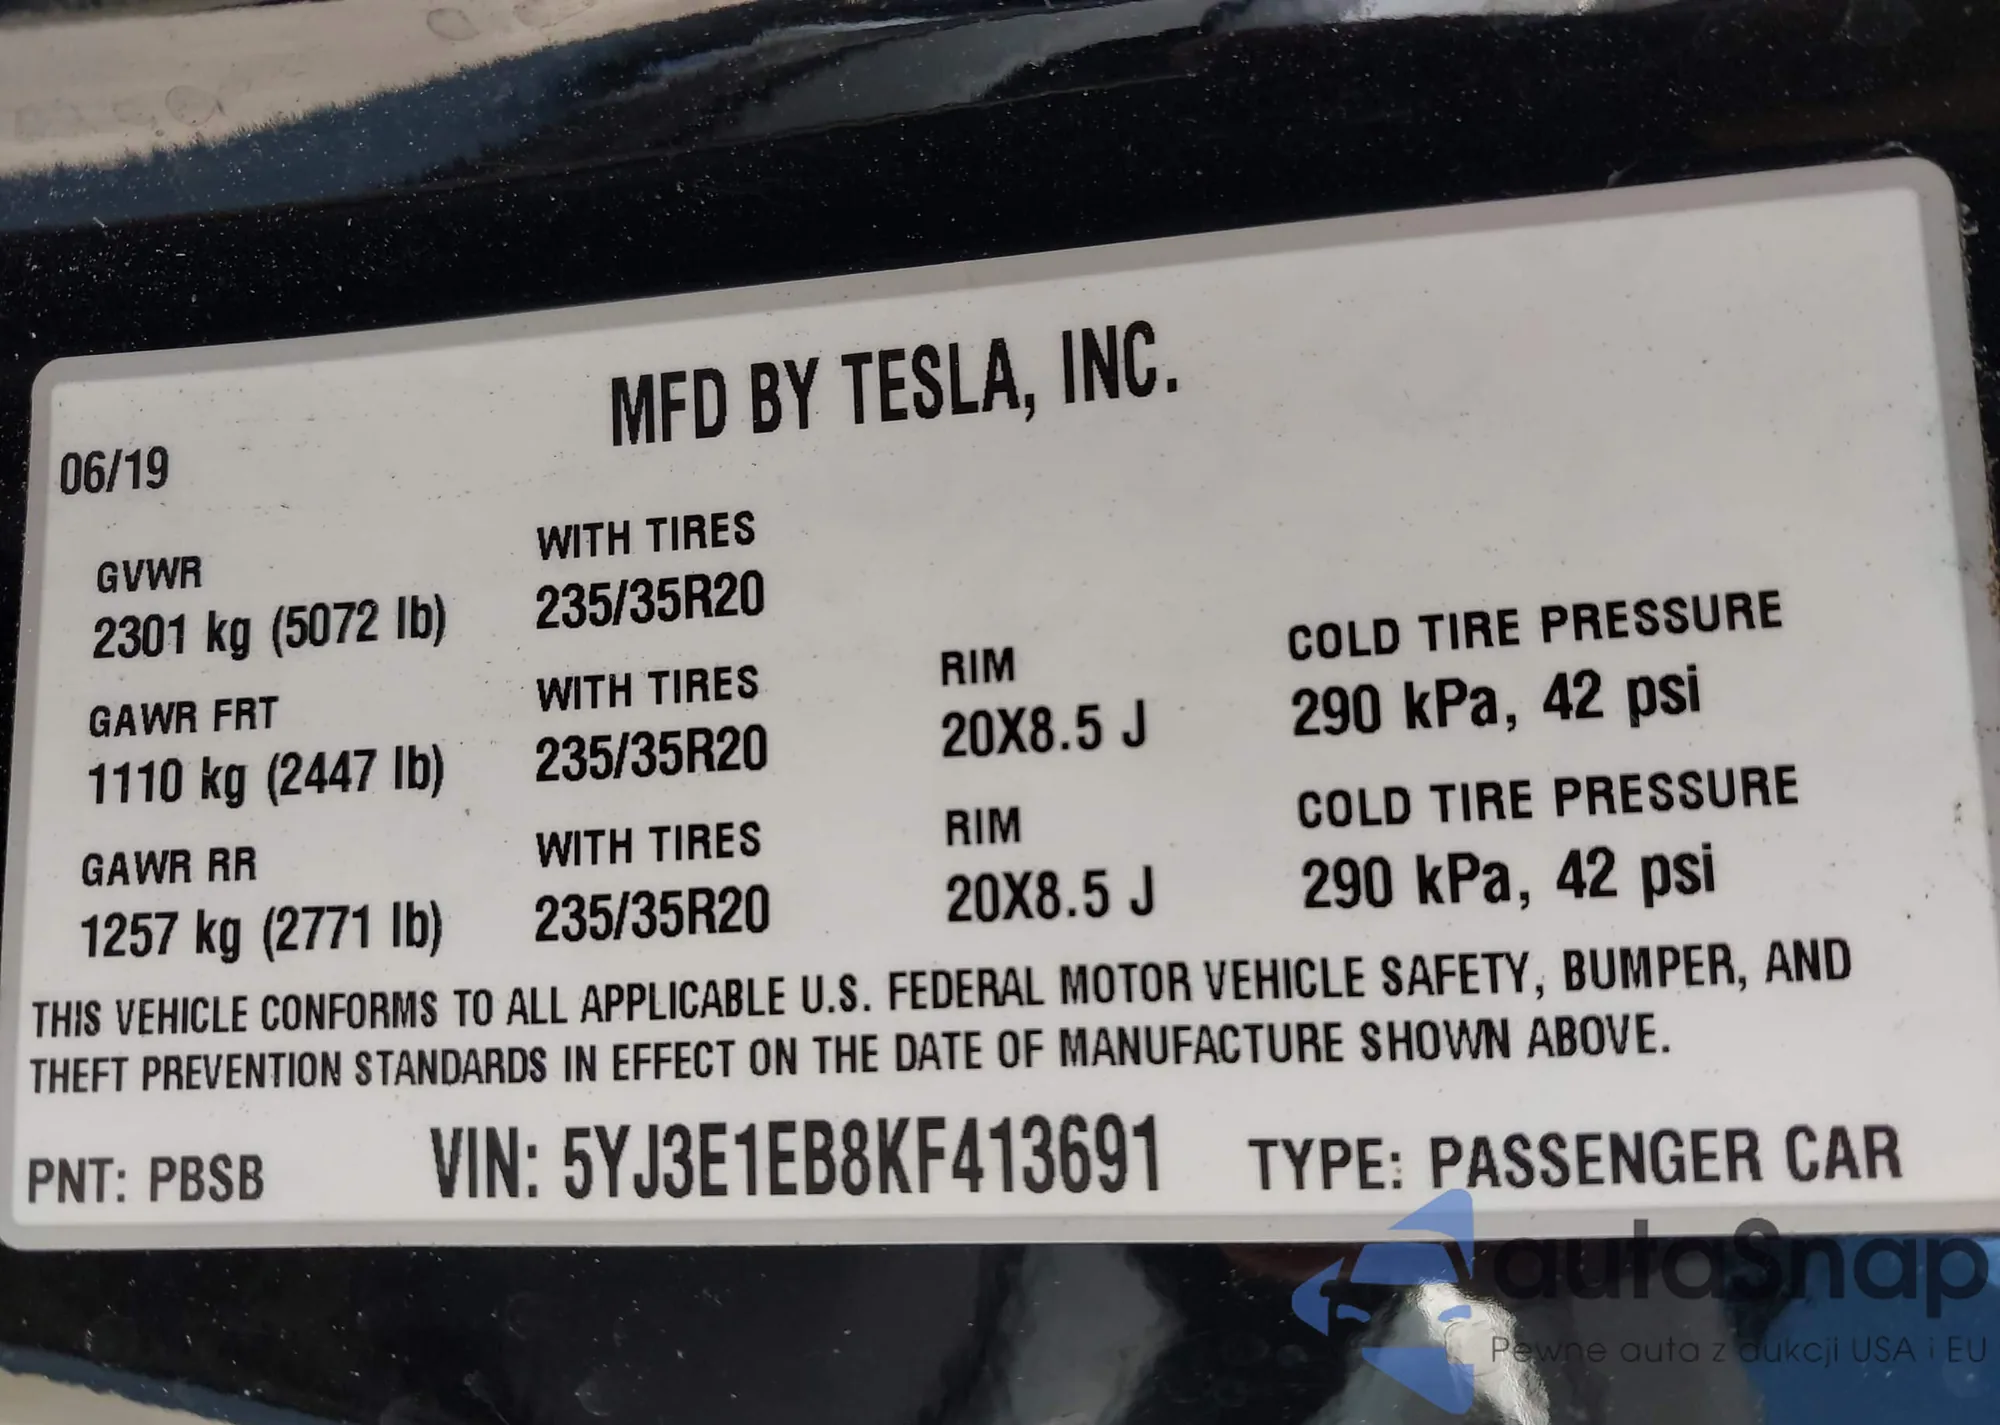 MFD BY TESLA, INC.
06/19
GVWR WITH TIRES
2301 kg (5072 lb) 235/35R20
GAWR FRT WITH TIRES RIM COLD TIRE PRESSURE
1110 kg (2447 lb) 235/35R20 20X8.5 J 290 kPa, 42 psi
GAWR RR WITH TIRES RIM COLD TIRE PRESSURE
1257 kg (2771 lb) 235/35R20 20X8.5 J 290 kPa, 42 psi
THIS VEHICLE CONFORMS TO ALL APPLICABLE U.S. FEDERAL MOTOR VEHICLE SAFETY, BUMPER, AND
THEFT PREVENTION STANDARDS IN EFFECT ON THE DATE OF MANUFACTURE SHOWN ABOVE.
PNT: PBSB VIN: 5YJ3E1EB8KF413691 TYPE: PASSENGER CAR
autaSnap
Pewne auta z aukcji USA i EU